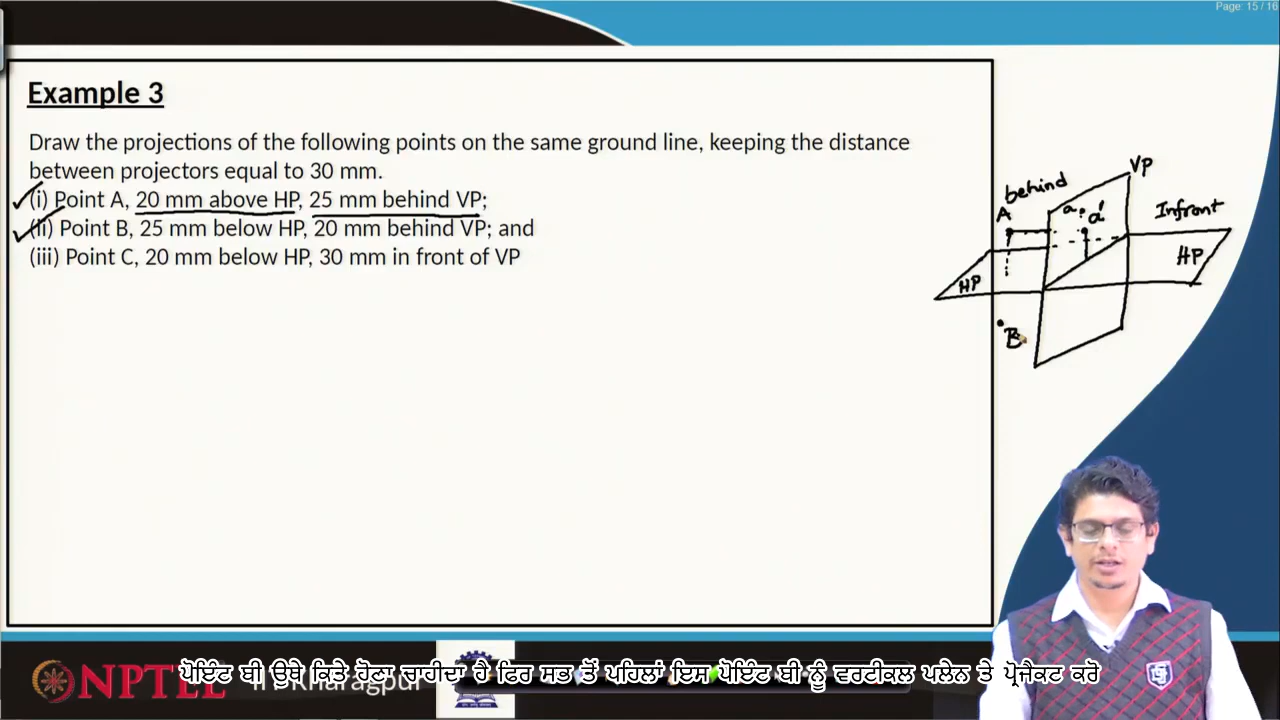 Page: 15 / 16
Example 3
Draw the projections of the following points on the same ground line, keeping the distance
between projectors equal to 30 mm.
(i) Point A, 20 mm above HP, 25 mm behind VP;
(ii) Point B, 25 mm below HP, 20 mm behind VP; and
(iii) Point C, 20 mm below HP, 30 mm in front of VP
VP
behind
A
a
a'
Infront
HP
HP
B
NPTEL
IIT Kharagpur
ਪੋਇੰਟ ਬੀ ਉਥੇ ਕਿਤੇ ਹੋਣਾ ਚਾਹੀਦਾ ਹੈ ਫਿਰ ਸਭ ਤੋਂ ਪਹਿਲਾਂ ਇਸ ਪੋਇੰਟ ਬੀ ਨੂੰ ਵਰਟੀਕਲ ਪਲੇਨ ਤੇ ਪ੍ਰੋਜੈਕਟ ਕਰੋ